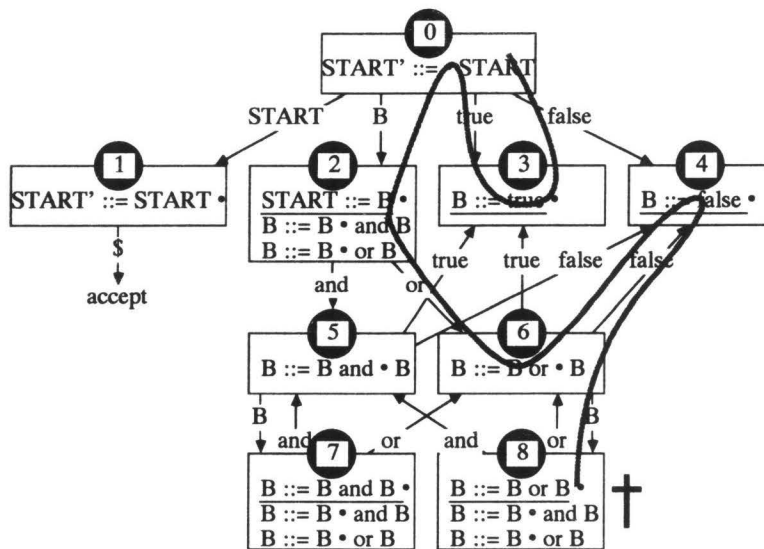 0
START' ::= • START
START B true false
1 2 3 4
START' ::= START •
START ::= B •
B ::= B • and B
B ::= B • or B
B ::= true •
B ::= false •
$
accept
and or true true false false
5 6
B ::= B and • B
B ::= B or • B
B and or and or B
7 8
B ::= B and B •
B ::= B • and B
B ::= B • or B
B ::= B or B •
B ::= B • and B
B ::= B • or B
†